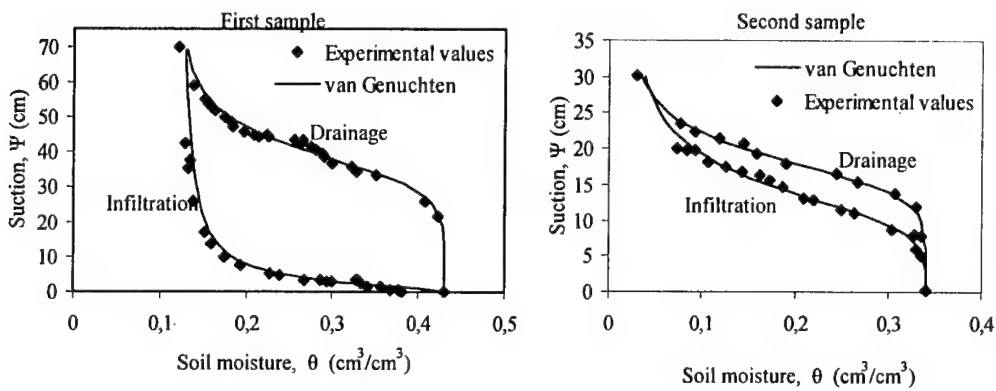 First sample
70
60
50
40
30
20
10
0
Suction, Ψ (cm)
Experimental values
van Genuchten
Drainage
Infiltration
0
0,1
0,2
0,3
0,4
0,5
Soil moisture, θ (cm³/cm³)
Second sample
35
30
25
20
15
10
5
0
Suction, Ψ (cm)
van Genuchten
Experimental values
Drainage
Infiltration
0
0,1
0,2
0,3
0,4
Soil moisture, θ (cm³/cm³)